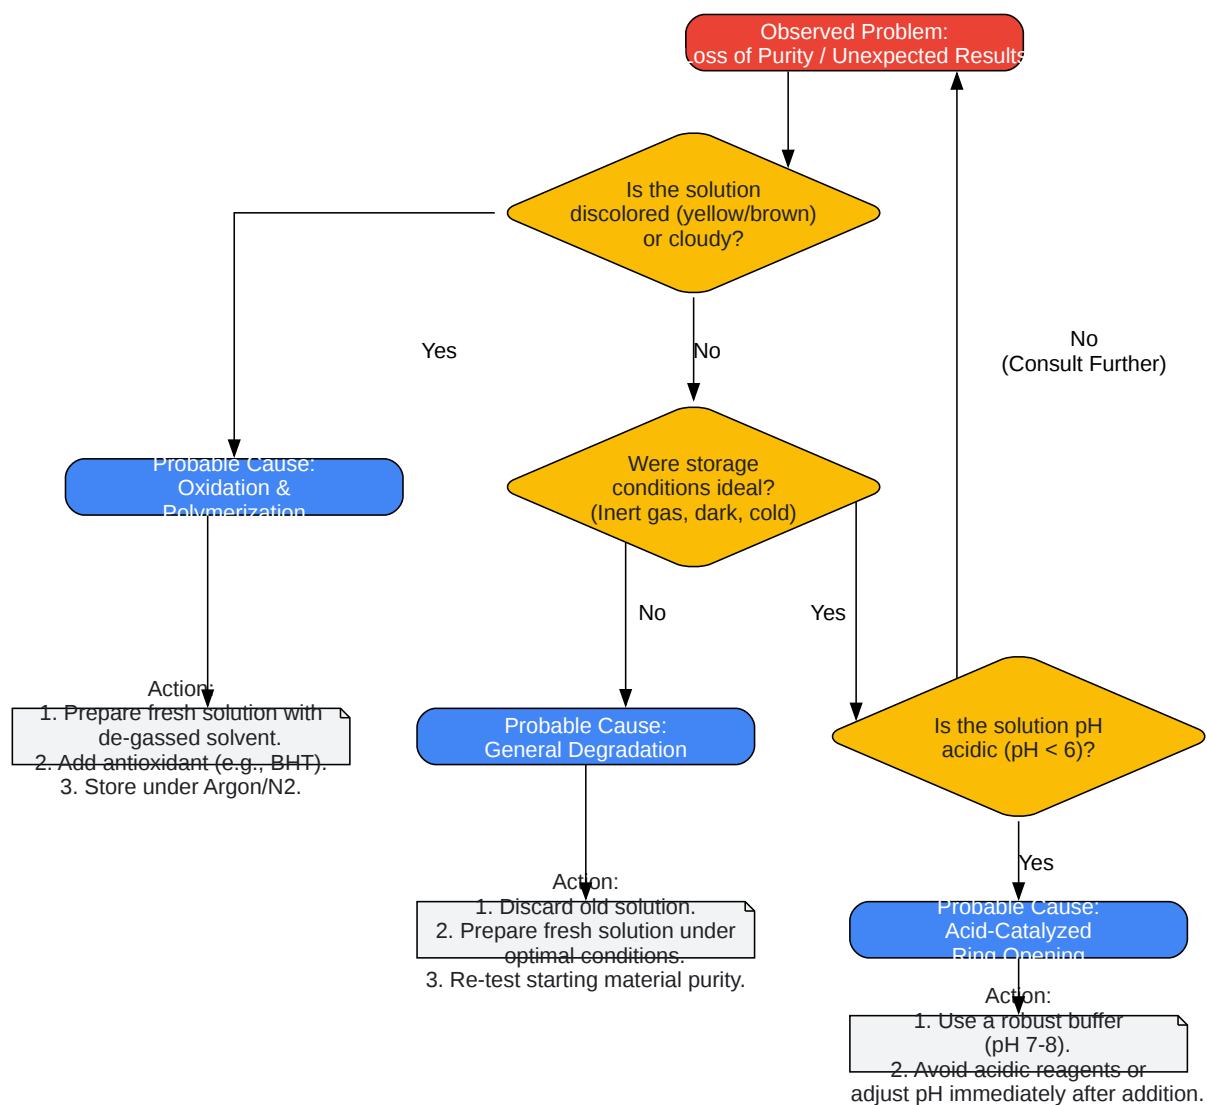 Observed Problem:
Loss of Purity / Unexpected Results
Is the solution
discolored (yellow/brown)
or cloudy?
Yes
No
No
(Consult Further)
Probable Cause:
Oxidation &
Polymerization
Were storage
conditions ideal?
(Inert gas, dark, cold)
No
Yes
Action:
1. Prepare fresh solution with
de-gassed solvent.
2. Add antioxidant (e.g., BHT).
3. Store under Argon/N2.
Probable Cause:
General Degradation
Is the solution pH
acidic (pH < 6)?
Yes
Action:
1. Discard old solution.
2. Prepare fresh solution under
optimal conditions.
3. Re-test starting material purity.
Probable Cause:
Acid-Catalyzed
Ring Opening
Action:
1. Use a robust buffer
(pH 7-8).
2. Avoid acidic reagents or
adjust pH immediately after addition.